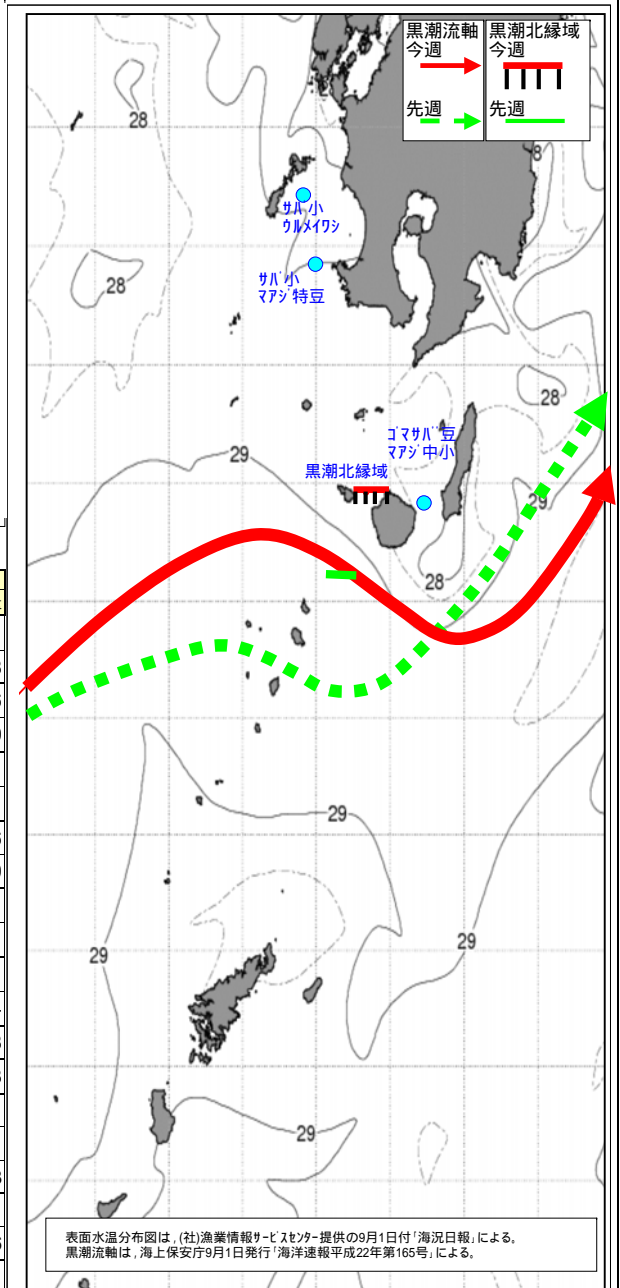 黒潮流軸
今週
先週
黒潮北縁域
今週
先週
28
8
サバ小
ウルメイワシ
サバ小
マアジ特豆
28
28
29
ゴマサバ豆
マアジ中小
黒潮北縁域
29
28
29
29
29
29
表面水温分布図は,(社)漁業情報サービスセンター提供の9月1日付「海況日報」による。
黒潮流軸は,海上保安庁9月1日発行「海洋速報平成22年第165号」による。